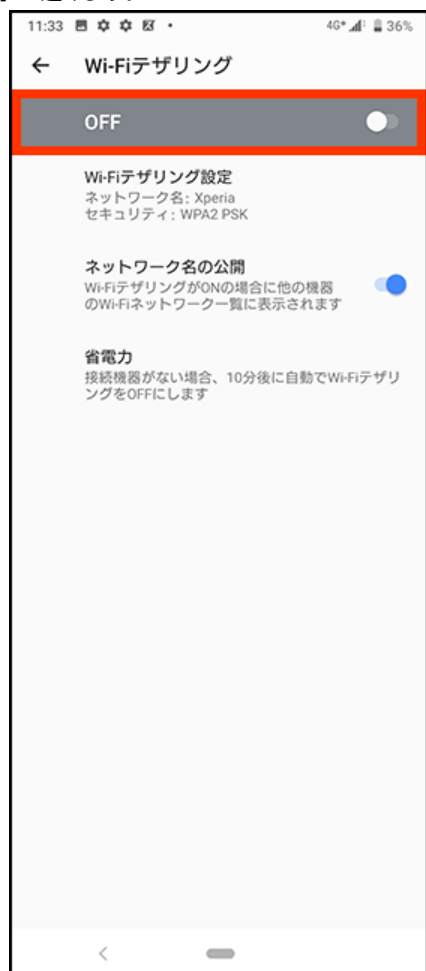 11:33
4G+ 36%
Wi-Fiテザリング
OFF
Wi-Fiテザリング設定
ネットワーク名: Xperia
セキュリティ: WPA2 PSK
ネットワーク名の公開
Wi-FiテザリングがONの場合に他の機器
のWi-Fiネットワーク一覧に表示されます
省電力
接続機器がない場合、10分後に自動でWi-Fiテザリ
ングをOFFにします